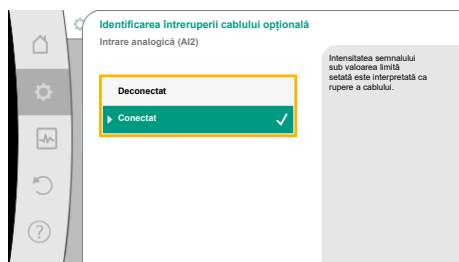 Identificarea întreruperii cablului opțională
Intrare analogică (AI2)
Intensitatea semnalului
sub valoarea limită
setată este interpretată ca
rupere a cablului.
Deconectat
Conectat
?